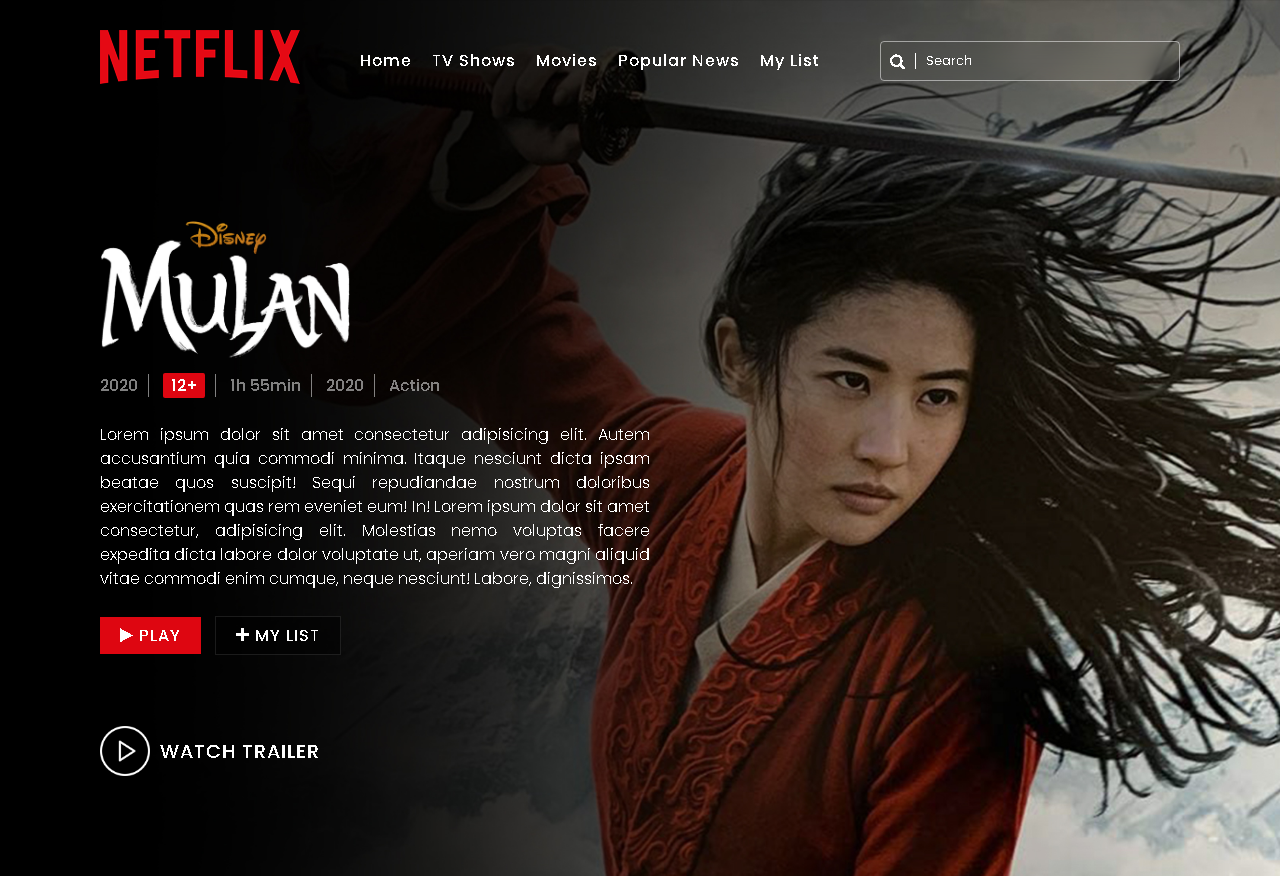 NETFLIX
Home TV Shows Movies Popular News My List
Search
Disney
MULAN
2020 12+ 1h 55min 2020 Action
Lorem ipsum dolor sit amet consectetur adipisicing elit. Autem
accusantium quia commodi minima. Itaque nesciunt dicta ipsam
beatae quos suscipit! Sequi repudiandae nostrum doloribus
exercitationem quas rem eveniet eum! In! Lorem ipsum dolor sit amet
consectetur, adipisicing elit. Molestias nemo voluptas facere
expedita dicta labore dolor voluptate ut, aperiam vero magni aliquid
vitae commodi enim cumque, neque nesciunt! Labore, dignissimos.
PLAY MY LIST
WATCH TRAILER